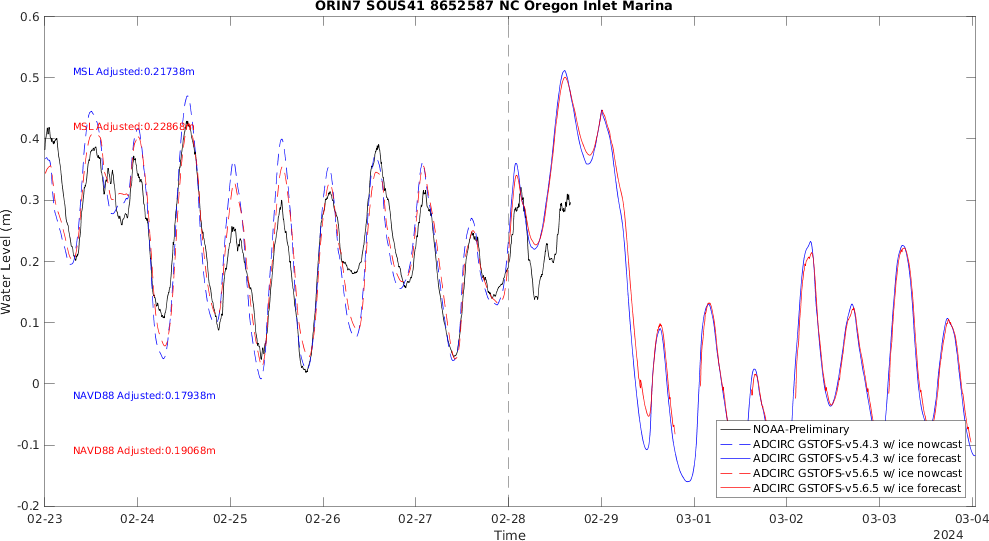 ORIN7 SOUS41 8652587 NC Oregon Inlet Marina
0.6
0.5
0.4
0.3
0.2
0.1
0
-0.1
-0.2
Water Level (m)
MSL Adjusted:0.21738m
MSL Adjusted:0.22868m
NAVD88 Adjusted:0.17938m
NAVD88 Adjusted:0.19068m
NOAA-Preliminary
ADCIRC GSTOFS-v5.4.3 w/ ice nowcast
ADCIRC GSTOFS-v5.4.3 w/ ice forecast
ADCIRC GSTOFS-v5.6.5 w/ ice nowcast
ADCIRC GSTOFS-v5.6.5 w/ ice forecast
02-23 02-24 02-25 02-26 02-27 02-28 02-29 03-01 03-02 03-03 03-04
Time
2024